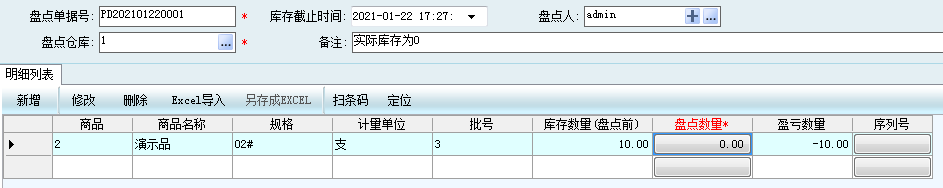 盘点单据号: PD202101220001 * 库存截止时间: 2021-01-22 17:27: 盘点人: admin
盘点仓库: 1 * 备注: 实际库存为0
明细列表
新增 修改 删除 Excel导入 另存成EXCEL 扫条码 定位
商品 商品名称 规格 计量单位 批号 库存数量(盘点前) 盘点数量* 盈亏数量 序列号
2 演示品 02# 支 3 10.00 0.00 -10.00